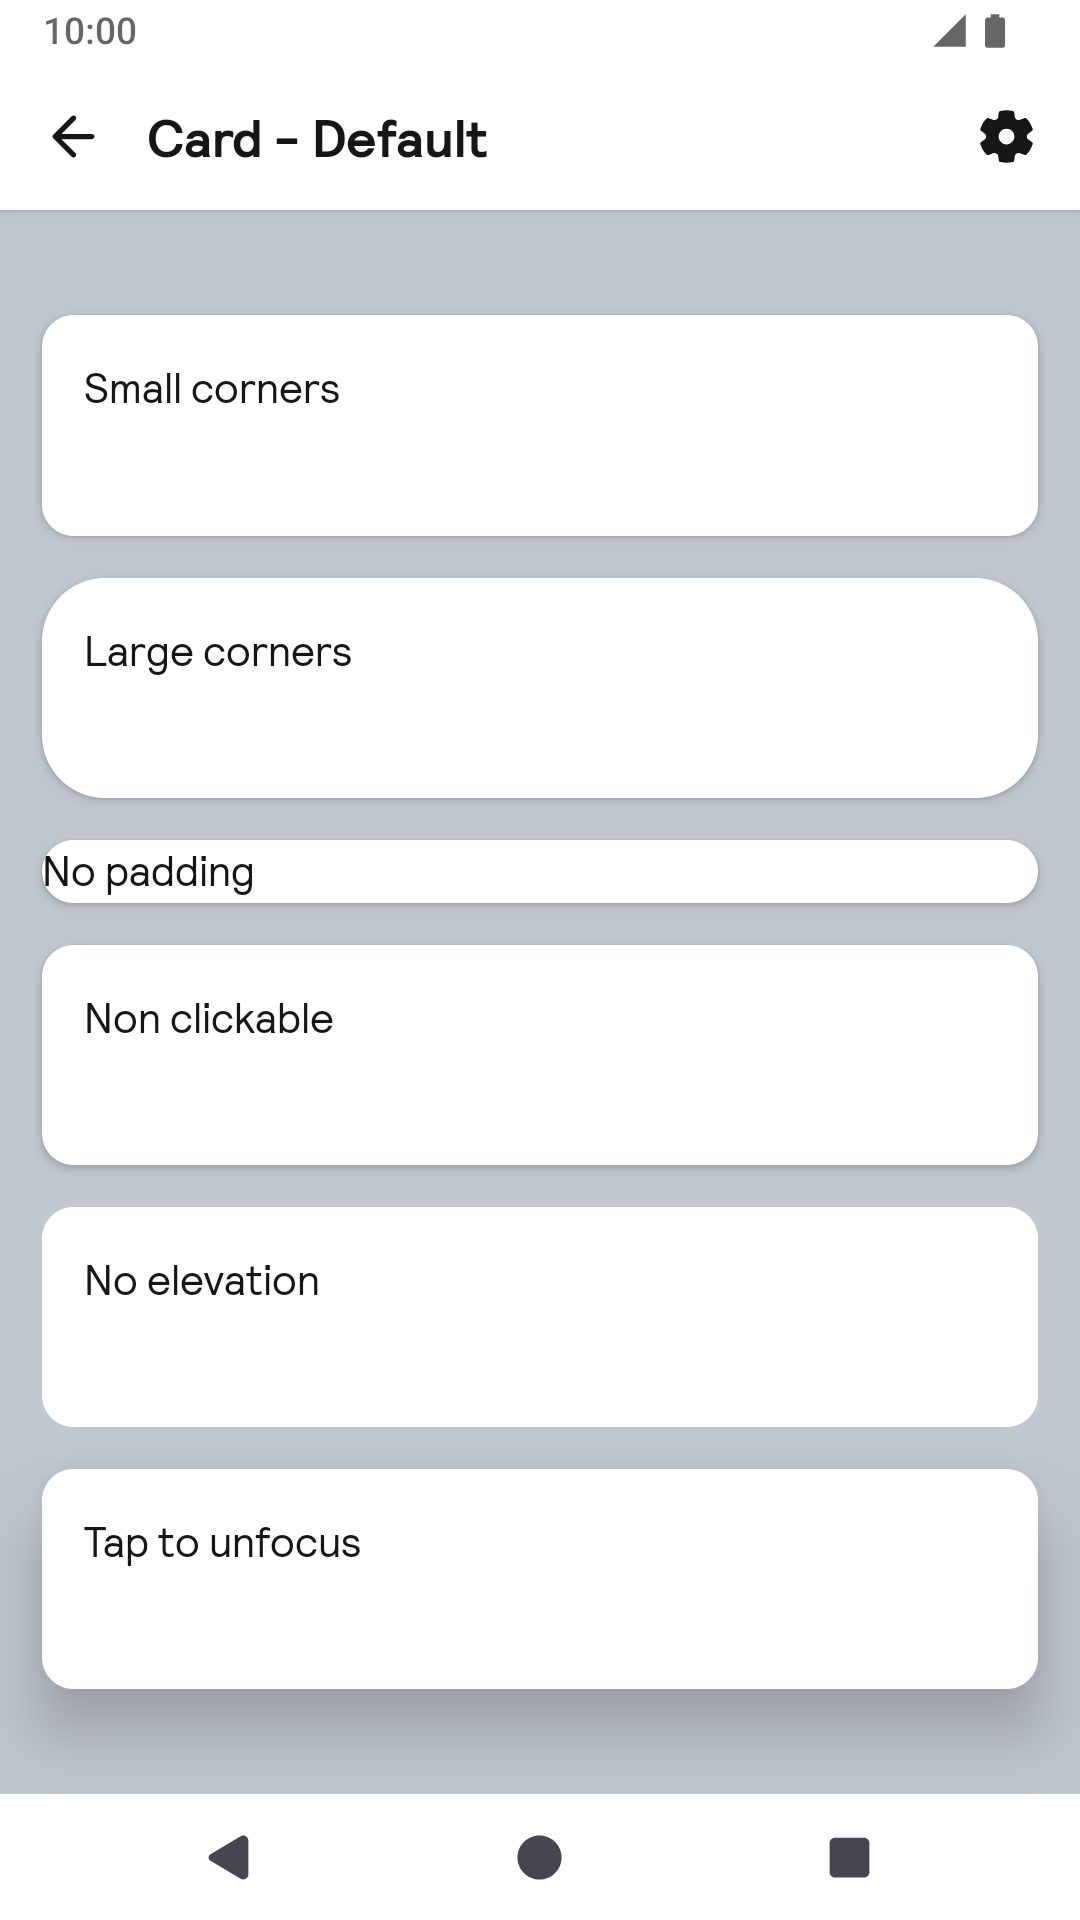 10:00
Card - Default
Small corners
Large corners
No padding
Non clickable
No elevation
Tap to unfocus